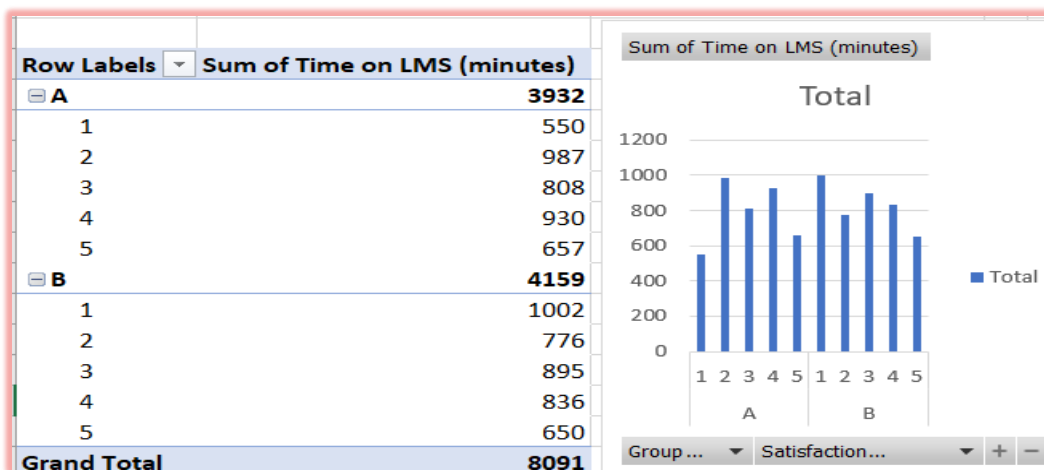 Row Labels Sum of Time on LMS (minutes)
A 3932
1 550
2 987
3 808
4 930
5 657
B 4159
1 1002
2 776
3 895
4 836
5 650
Grand Total 8091
Sum of Time on LMS (minutes)
Total
1200
1000
800
600
400
200
0
1 2 3 4 5 1 2 3 4 5
A B
Total
Group... Satisfaction... + −